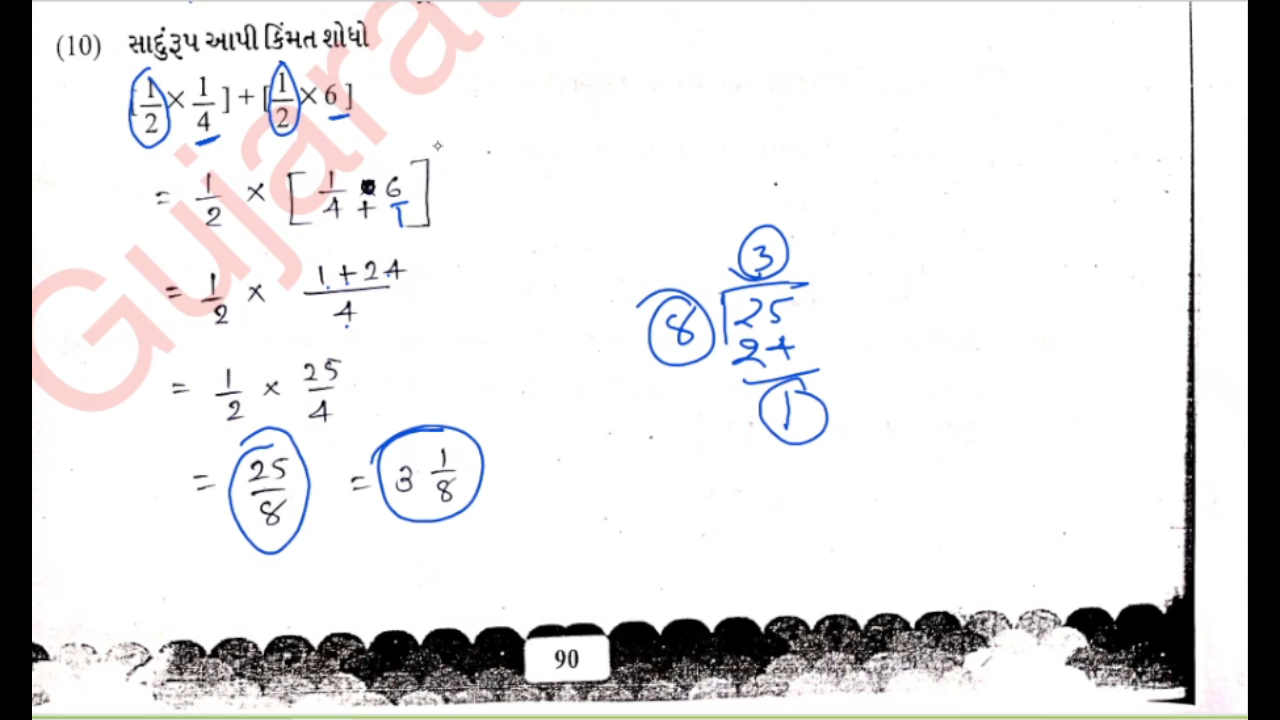 (10) સાદુંરૂપ આપી કિંમત શોધો
[1/2 × 1/4] + [1/2 × 6]
= 1/2 × [1/4 + 6/1]
= 1/2 × (1+24)/4
= 1/2 × 25/4
= 25/8 = 3 1/8
3
8 25
24
1
90
Gujarat